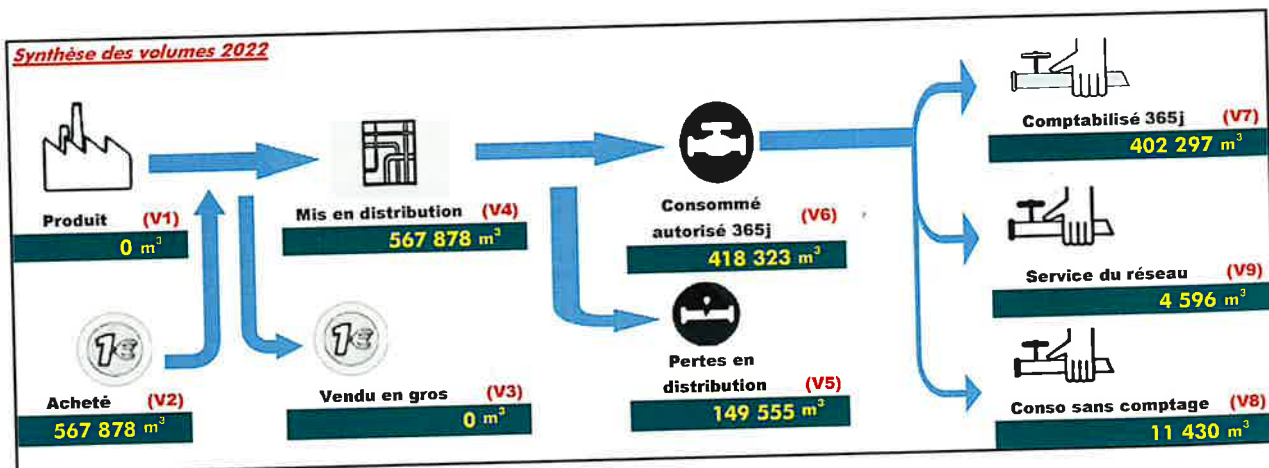 Synthèse des volumes 2022
Produit (V1)
0 m³
Acheté (V2)
567 878 m³
Mis en distribution (V4)
567 878 m³
1€
Vendu en gros (V3)
0 m³
1€
Consommé
autorisé 365j (V6)
418 323 m³
Pertes en
distribution (V5)
149 555 m³
Comptabilisé 365j (V7)
402 297 m³
Service du réseau (V9)
4 596 m³
Conso sans comptage (V8)
11 430 m³